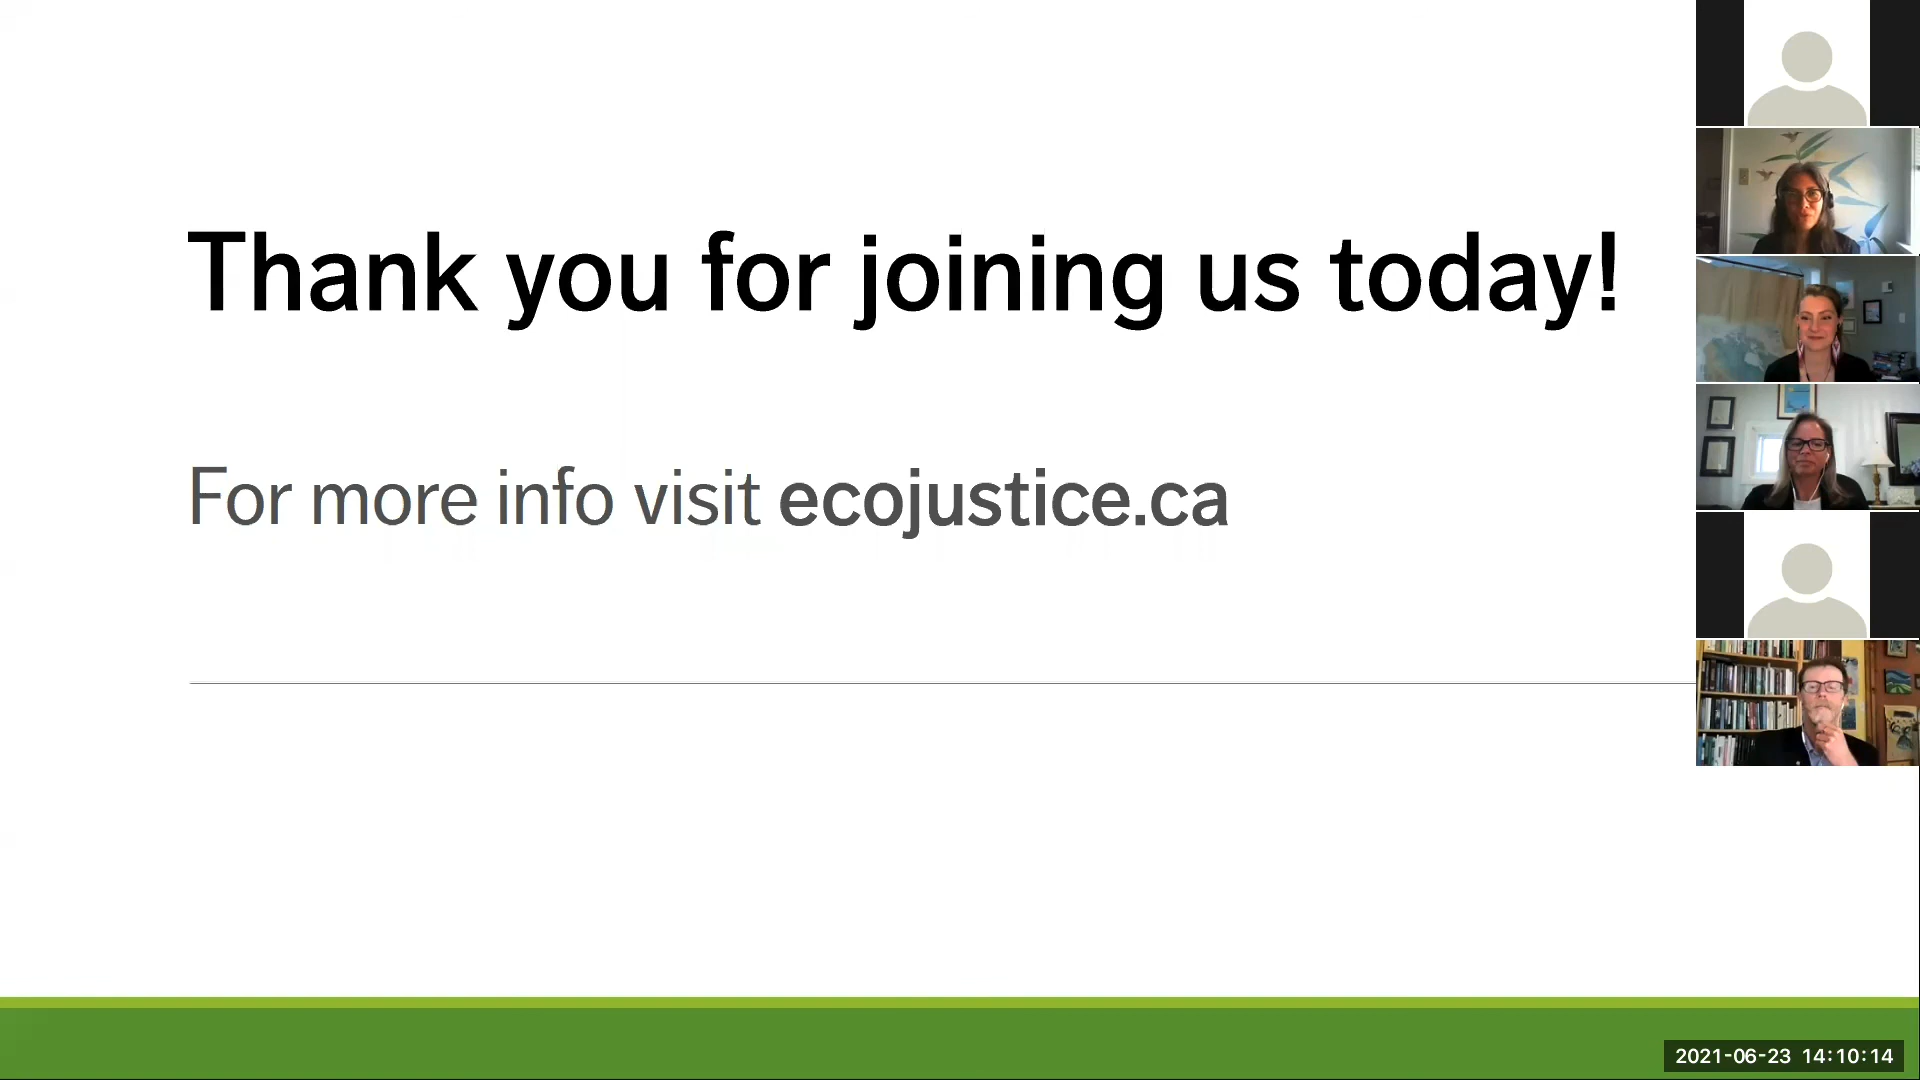 Thank you for joining us today!
For more info visit ecojustice.ca
2021-06-23 14:10:14